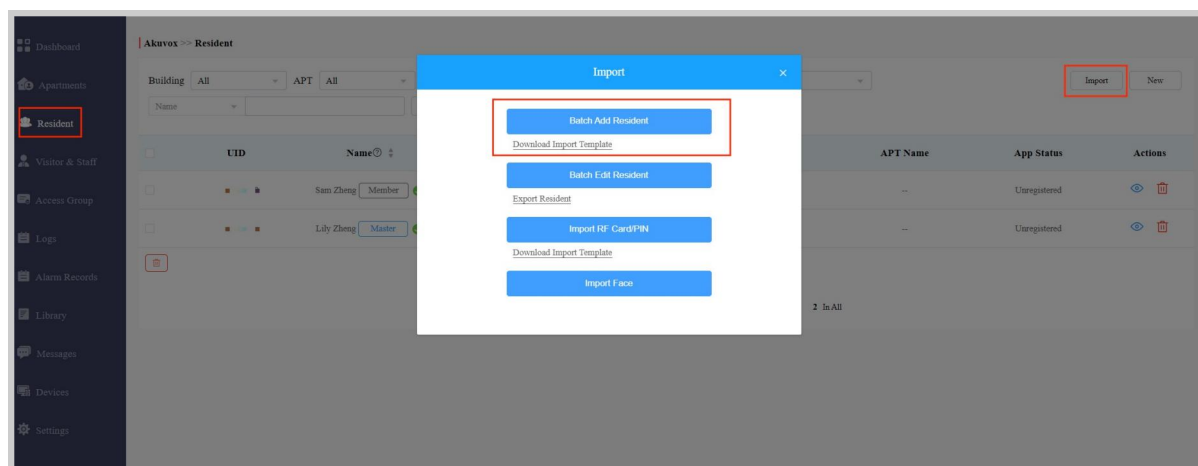 Dashboard
Apartments
Resident
Visitor & Staff
Access Group
Logs
Alarm Records
Library
Messages
Devices
Settings
Akuvox >> Resident
Building All APT All
Import New
Name
UID Name APT Name App Status Actions
Sam Zheng Member -- Unregistered
Lily Zheng Master -- Unregistered
2 In All
Import
Batch Add Resident
Download Import Template
Batch Edit Resident
Export Resident
Import RF Card/PIN
Download Import Template
Import Face